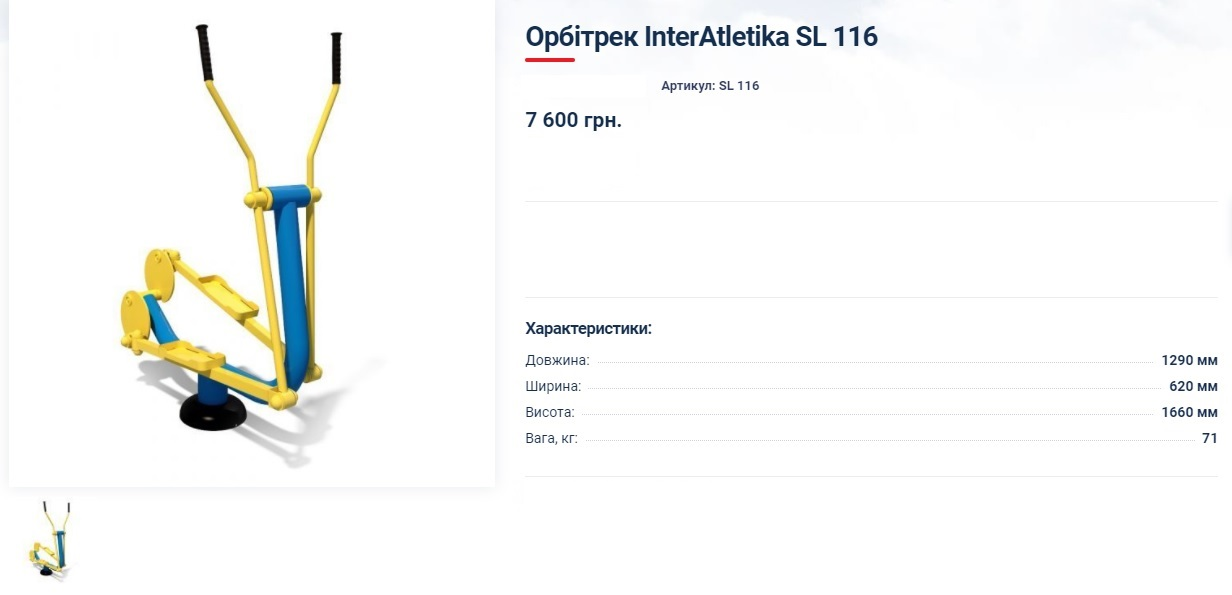 Орбітрек InterAtletika SL 116
Артикул: SL 116
7 600 грн.
Характеристики:
Довжина: 1290 мм
Ширина: 620 мм
Висота: 1660 мм
Вага, кг: 71